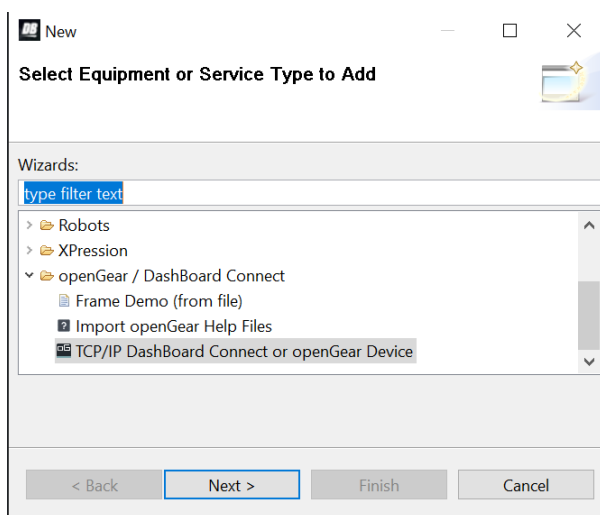 DB New
Select Equipment or Service Type to Add
Wizards:
type filter text
Robots
XPression
openGear / DashBoard Connect
Frame Demo (from file)
Import openGear Help Files
TCP/IP DashBoard Connect or openGear Device
< Back Next > Finish Cancel